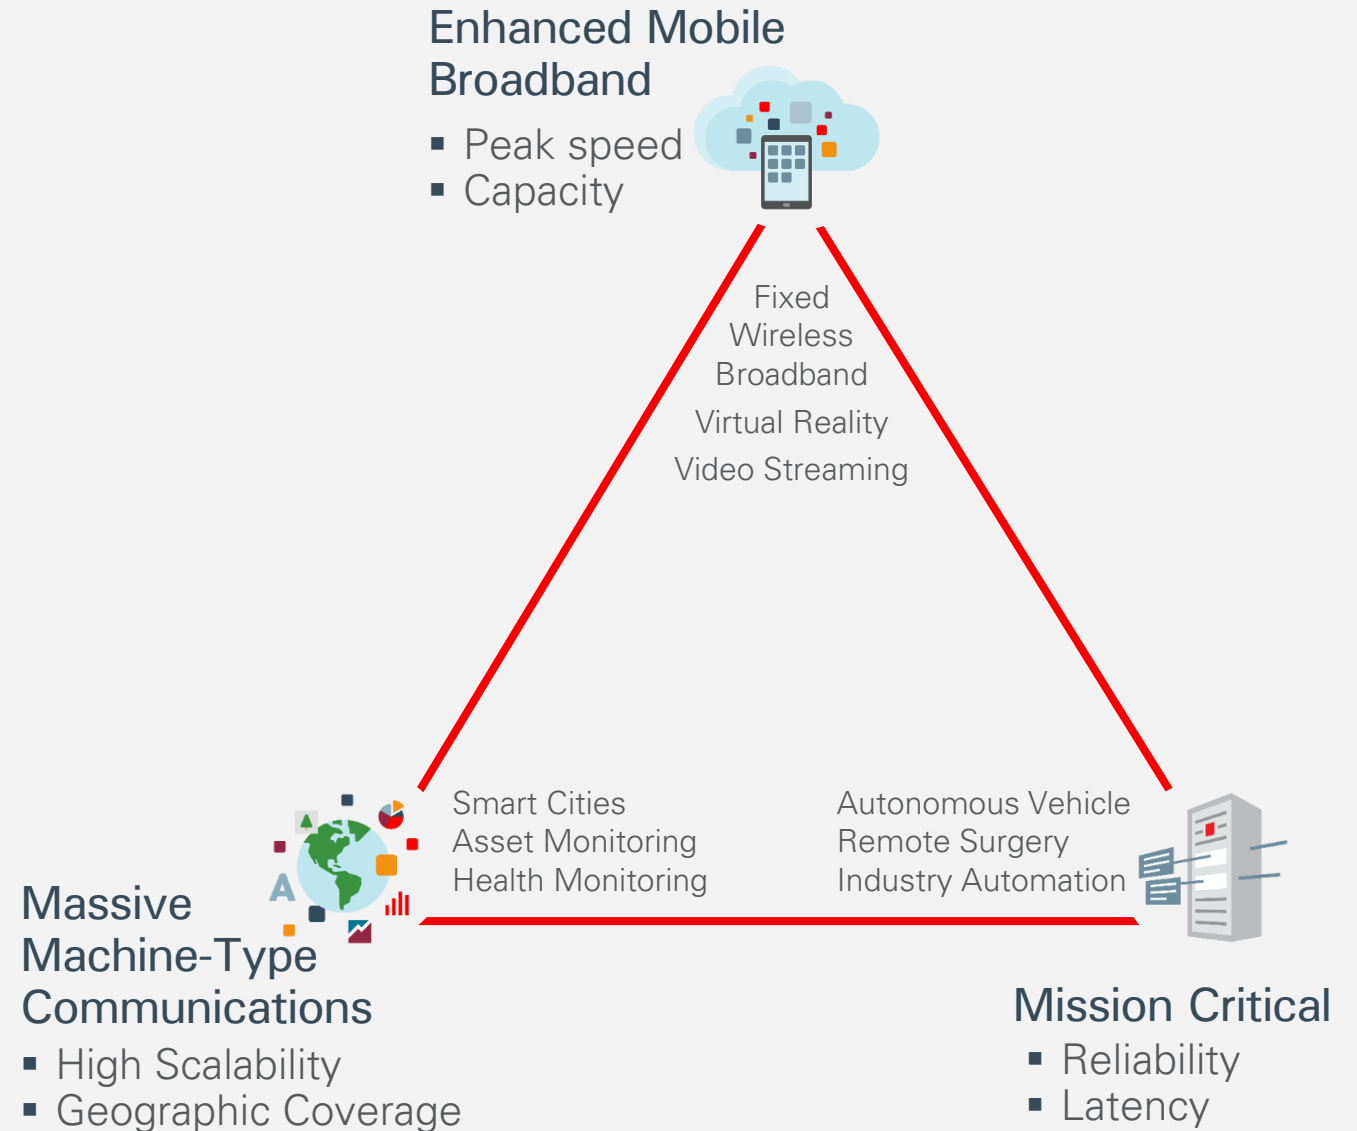 Enhanced Mobile
Broadband
▪ Peak speed
▪ Capacity
Fixed
Wireless
Broadband
Virtual Reality
Video Streaming
Smart Cities
Asset Monitoring
Health Monitoring
Autonomous Vehicle
Remote Surgery
Industry Automation
A
Massive
Machine-Type
Communications
▪ High Scalability
▪ Geographic Coverage
Mission Critical
▪ Reliability
▪ Latency